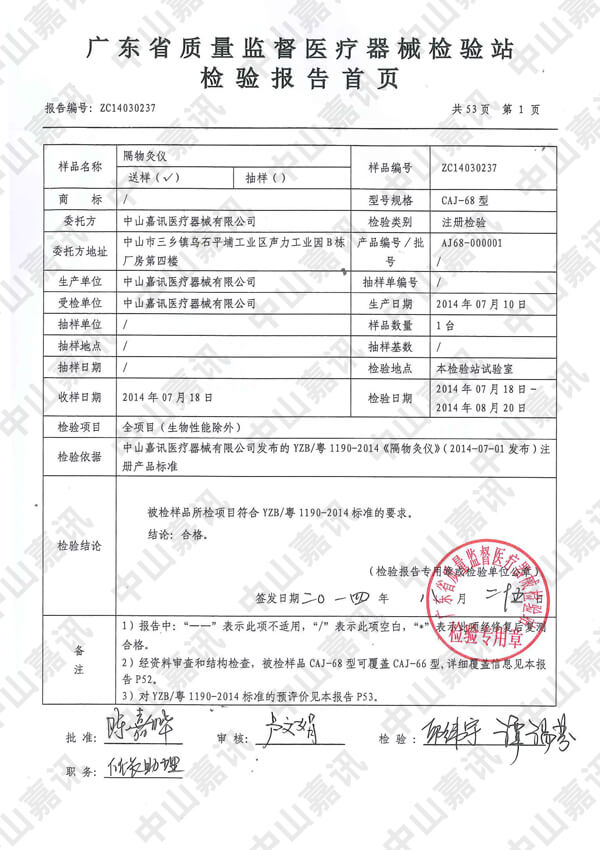 广东省质量监督医疗器械检验站
检验报告首页
报告编号: ZC14030237 共 53 页 第 1 页
样品名称 隔物灸仪 样品编号 ZC14030237
送样(✓) 抽样()
商 标 / 型号规格 CAJ-68 型
委托方 中山嘉讯医疗器械有限公司 检验类别 注册检验
委托方地址 中山市三乡镇乌石平埔工业区声力工业园 B 栋厂房第四楼 产品编号/批号 AJ68-000001 /
生产单位 中山嘉讯医疗器械有限公司 抽样单编号 /
受检单位 中山嘉讯医疗器械有限公司 生产日期 2014 年 07 月 10 日
抽样单位 / 样品数量 1 台
抽样地点 / 抽样基数 /
抽样日期 / 检验地点 本检验站试验室
收样日期 2014 年 07 月 18 日 检验日期 2014 年 07 月 18 日-2014 年 08 月 20 日
检验项目 全项目(生物性能除外)
检验依据 中山嘉讯医疗器械有限公司发布的 YZB/粤 1190-2014《隔物灸仪》(2014-07-01 发布)注
册产品标准
检验结论
被检样品所检项目符合 YZB/粤 1190-2014 标准的要求。
结论: 合格。
(检验报告专用章或检验单位公章)
签发日期 二〇一四 年 月 二十五 日
广东省质量监督医疗器械检验站
检验专用章
备注
1) 报告中: “——” 表示此项不适用, “/” 表示此项空白, “*” 表示此项经修复后复测
合格。
2) 经资料审查和结构检查, 被检样品 CAJ-68 型可覆盖 CAJ-66 型, 详细覆盖信息见本报
告 P52。
3) 对 YZB/粤 1190-2014 标准的预评价见本报告 P53。
批 准: 陈嘉晔 审 核: 卢文娟 检 验:
职 务: 站长助理
中山嘉讯